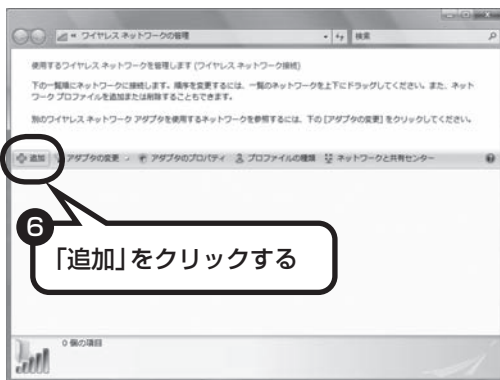 ワイヤレス ネットワークの管理
検索
使用するワイヤレス ネットワークを管理します (ワイヤレス ネットワーク接続)
下の一覧順にネットワークに接続します。順序を変更するには、一覧のネットワークを上下にドラッグしてください。また、ネット
ワーク プロファイルを追加または削除することもできます。
別のワイヤレス ネットワーク アダプタを使用するネットワークを参照するには、下の [アダプタの変更] をクリックしてください。
追加 アダプタの変更 アダプタのプロパティ プロファイルの種類 ネットワークと共有センター
6
「追加」をクリックする
0 個の項目